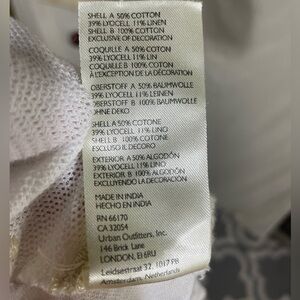 SHELL A 50% COTTON
39% LYOCELL 11% LINEN
SHELL B 100% COTTON
EXCLUSIVE OF DECORATION
COQUILLE A 50% COTON
39% LYOCELL 11% LIN
COQUILLE B 100% COTON
À L'EXCEPTION DE LA DÉCORATION
OBERSTOFF A 50% BAUMWOLLE
39% LYOCELL 11% LEINEN
OBERSTOFF B 100% BAUMWOLLE
OHNE DEKO
SHELL A 50% COTONE
39% LYOCELL 11% LINO
SHELL B 100% COTONE
ESCLUSO IL DECORO
EXTERIOR A 50% ALGODÓN
39% LYOCELL 11% LINO
EXTERIOR B 100% ALGODÓN
EXCLUYENDO LA DECORACIÓN
MADE IN INDIA
HECHO EN INDIA
RN 66170
CA 32054
Urban Outfitters, Inc.
146 Brick Lane
LONDON, E1 6RU
Leidsestraat 32, 1017 PB
Amsterdam, Netherlands